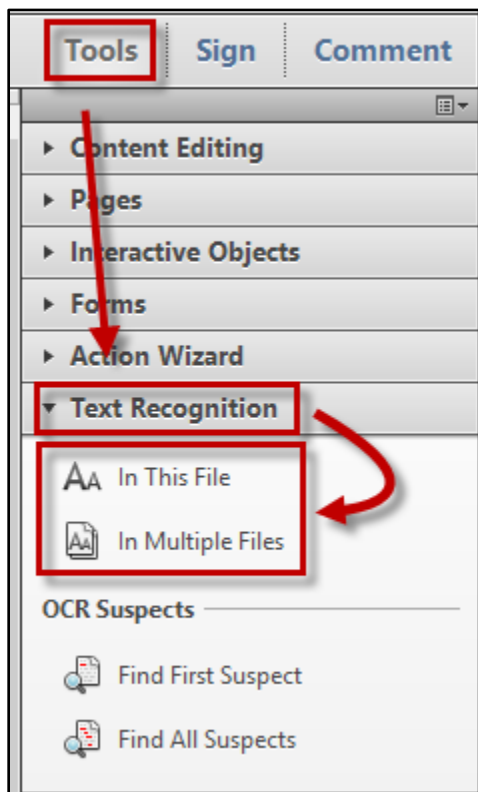 Tools Sign Comment
Content Editing
Pages
Interactive Objects
Forms
Action Wizard
Text Recognition
In This File
In Multiple Files
OCR Suspects
Find First Suspect
Find All Suspects